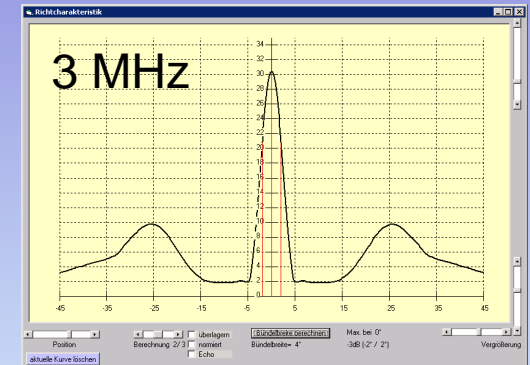 Richtcharakteristik
3 MHz
34
30
28
26
24
22
20
18
16
14
12
10
8
6
4
2
0
-45 -35 -25 -15 -5 5 15 25 35 45
Position
Berechnung 2/ 3
überlagern
normiert
Echo
Bündelbreite berechnen
Bündelbreite= 4°
Max. bei 0°
-3dB (-2° / 2°)
Vergrößerung
aktuelle Kurve löschen